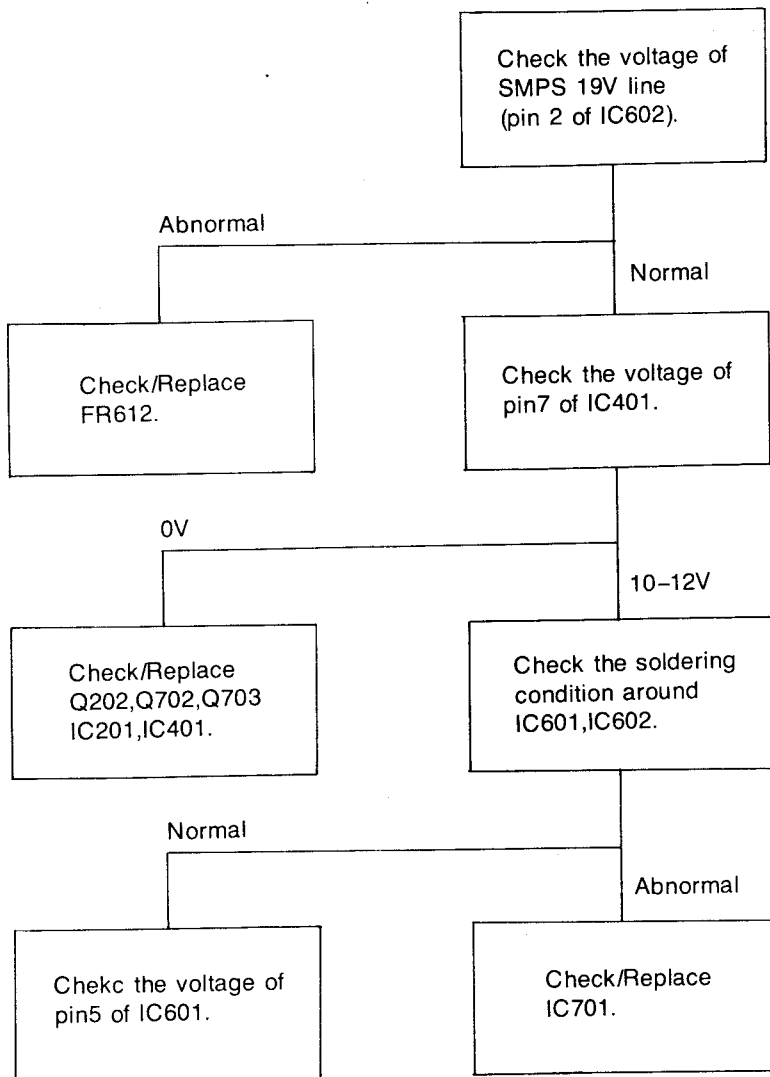 Check the voltage of
SMPS 19V line
(pin 2 of IC602).
Abnormal
Normal
Check/Replace
FR612.
Check the voltage of
pin7 of IC401.
0V
10–12V
Check/Replace
Q202,Q702,Q703
IC201,IC401.
Check the soldering
condition around
IC601,IC602.
Normal
Abnormal
Chekc the voltage of
pin5 of IC601.
Check/Replace
IC701.